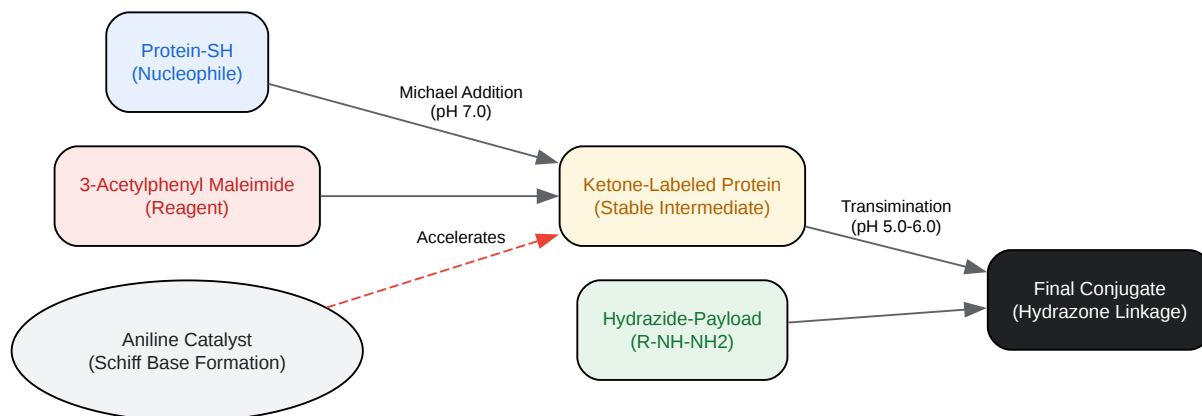 Protein-SH
(Nucleophile)
Michael Addition
(pH 7.0)
3-Acetylphenyl Maleimide
(Reagent)
Ketone-Labeled Protein
(Stable Intermediate)
Transimination
(pH 5.0-6.0)
Accelerates
Final Conjugate
(Hydrazone Linkage)
Hydrazide-Payload
(R-NH-NH2)
Aniline Catalyst
(Schiff Base Formation)